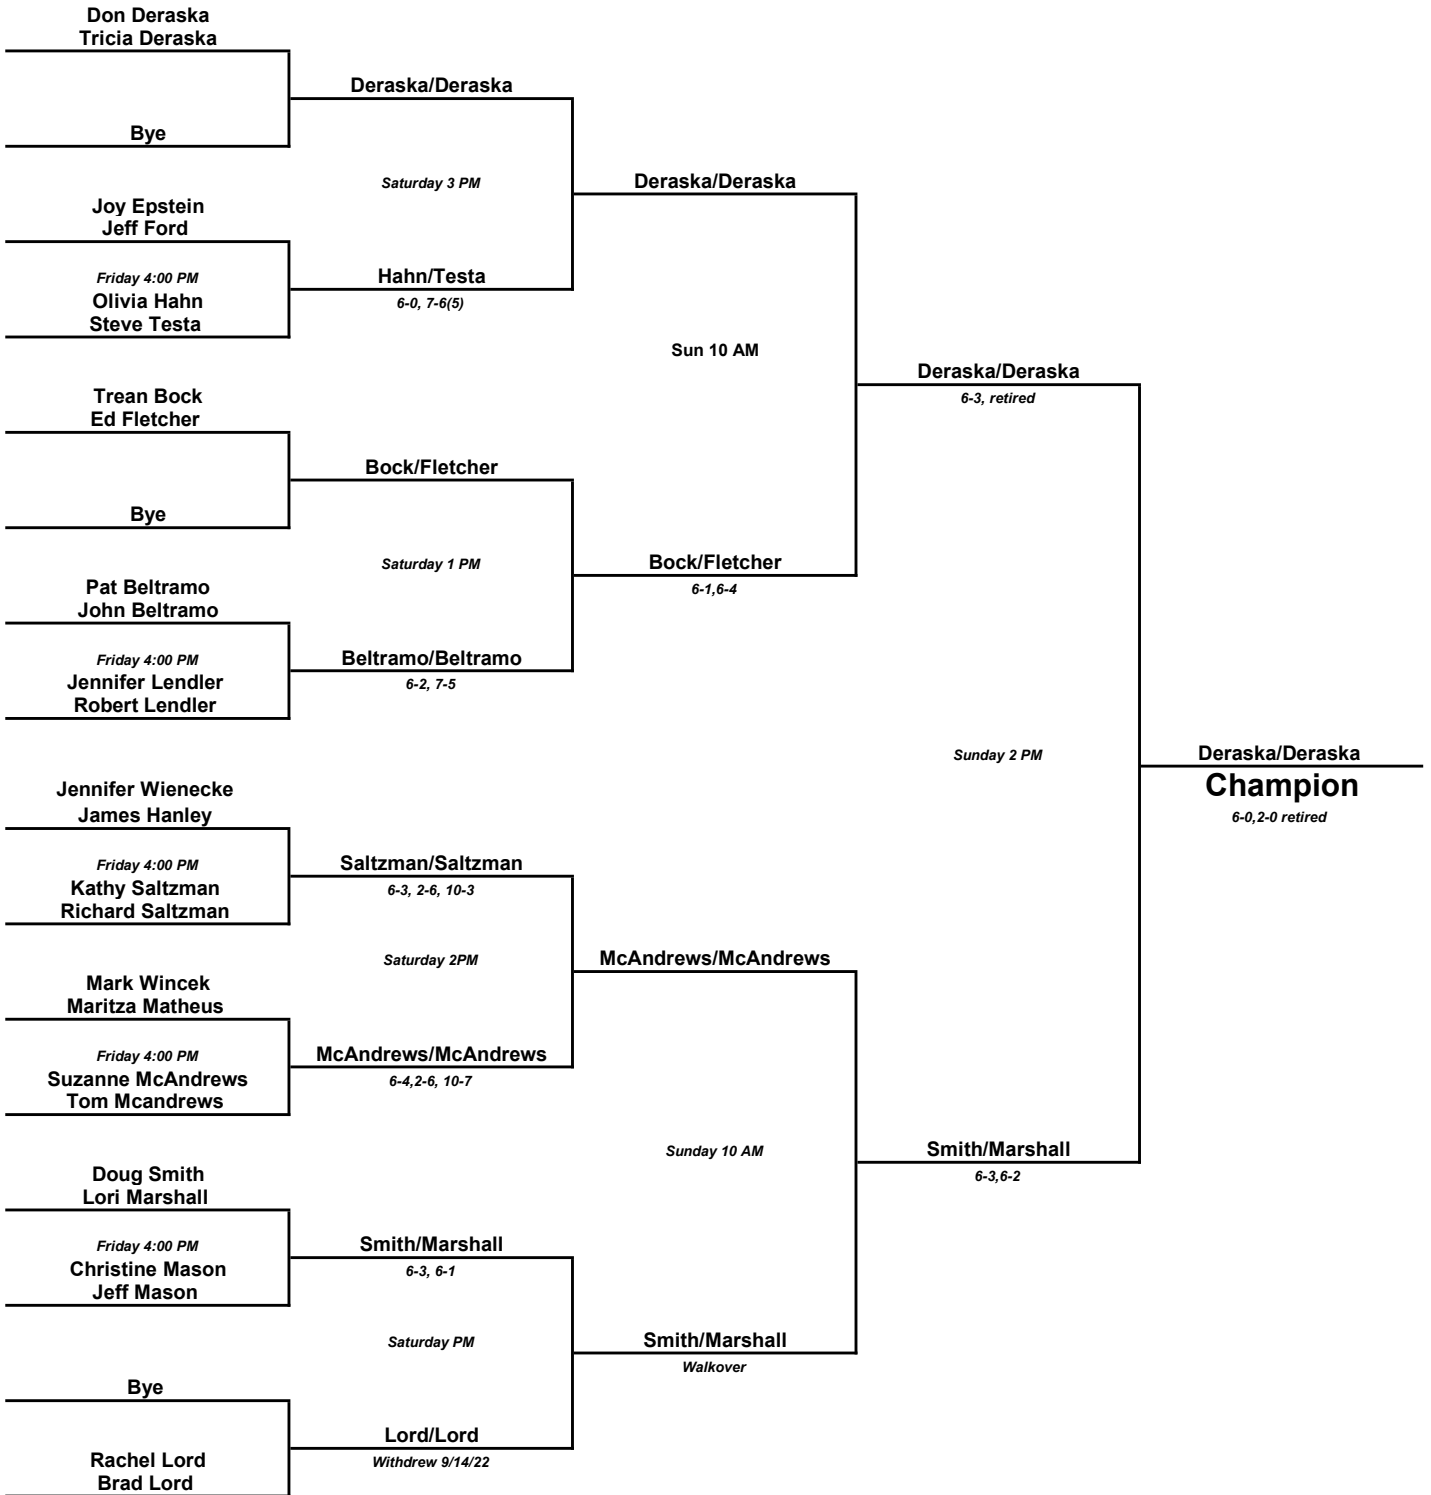 Don Deraska
Tricia Deraska
Deraska/Deraska
Bye
Saturday 3 PM
Deraska/Deraska
Joy Epstein
Jeff Ford
Friday 4:00 PM
Hahn/Testa
Olivia Hahn
6-0, 7-6(5)
Steve Testa
Sun 10 AM
Deraska/Deraska
6-3, retired
Trean Bock
Ed Fletcher
Bock/Fletcher
Bye
Saturday 1 PM
Bock/Fletcher
6-1,6-4
Pat Beltramo
John Beltramo
Friday 4:00 PM
Beltramo/Beltramo
Jennifer Lendler
6-2, 7-5
Robert Lendler
Sunday 2 PM
Deraska/Deraska
Champion
6-0,2-0 retired
Jennifer Wienecke
James Hanley
Friday 4:00 PM
Saltzman/Saltzman
Kathy Saltzman
6-3, 2-6, 10-3
Richard Saltzman
Saturday 2PM
McAndrews/McAndrews
Mark Wincek
Maritza Matheus
Friday 4:00 PM
McAndrews/McAndrews
Suzanne McAndrews
6-4,2-6, 10-7
Tom Mcandrews
Sunday 10 AM
Smith/Marshall
6-3,6-2
Doug Smith
Lori Marshall
Friday 4:00 PM
Smith/Marshall
Christine Mason
6-3, 6-1
Jeff Mason
Saturday PM
Smith/Marshall
Walkover
Bye
Lord/Lord
Rachel Lord
Withdrew 9/14/22
Brad Lord